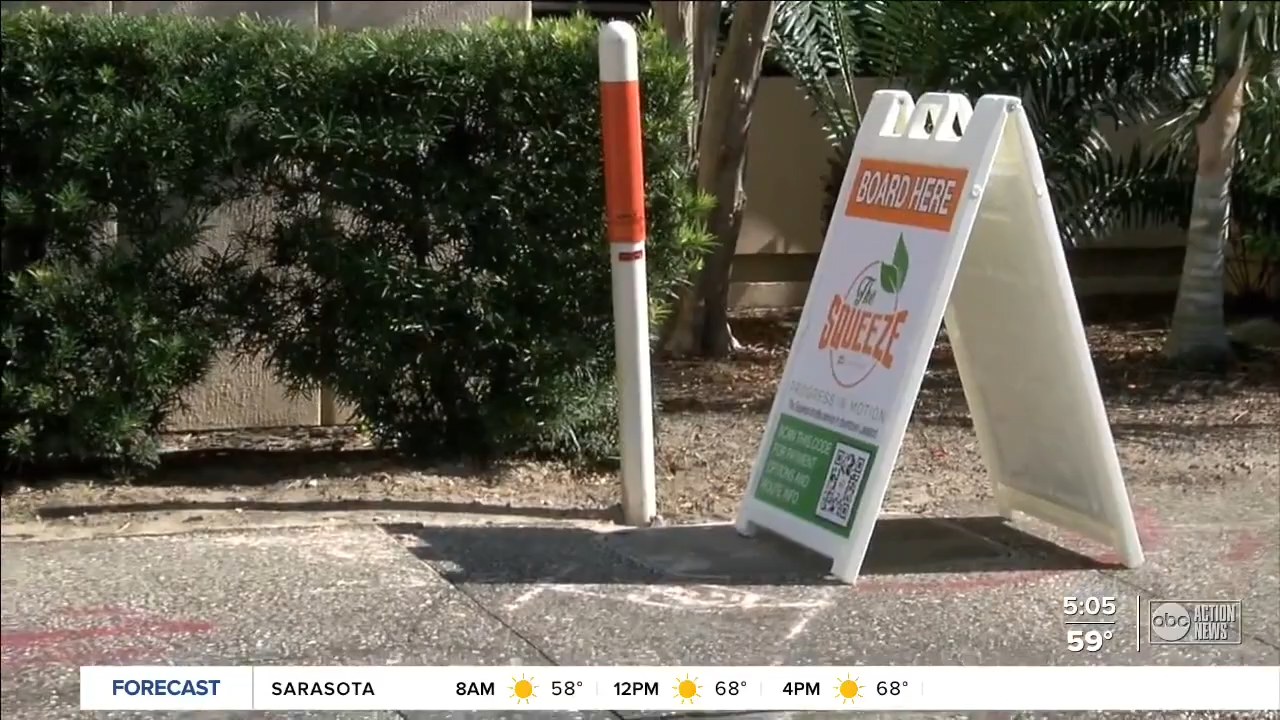 BOARD HERE
The
SQUEEZE
PROGRESS IN MOTION
SCAN THIS CODE
FOR PAYMENT
OPTIONS AND
ROUTE INFO
5:05
59°
abc ACTION NEWS
FORECAST SARASOTA 8AM 58° 12PM 68° 4PM 68°